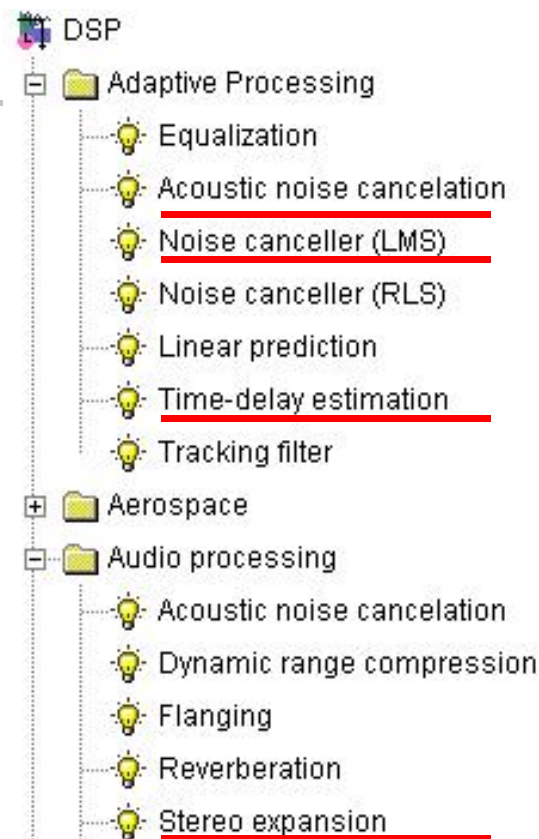 DSP
Adaptive Processing
Equalization
Acoustic noise cancelation
Noise canceller (LMS)
Noise canceller (RLS)
Linear prediction
Time-delay estimation
Tracking filter
Aerospace
Audio processing
Acoustic noise cancelation
Dynamic range compression
Flanging
Reverberation
Stereo expansion